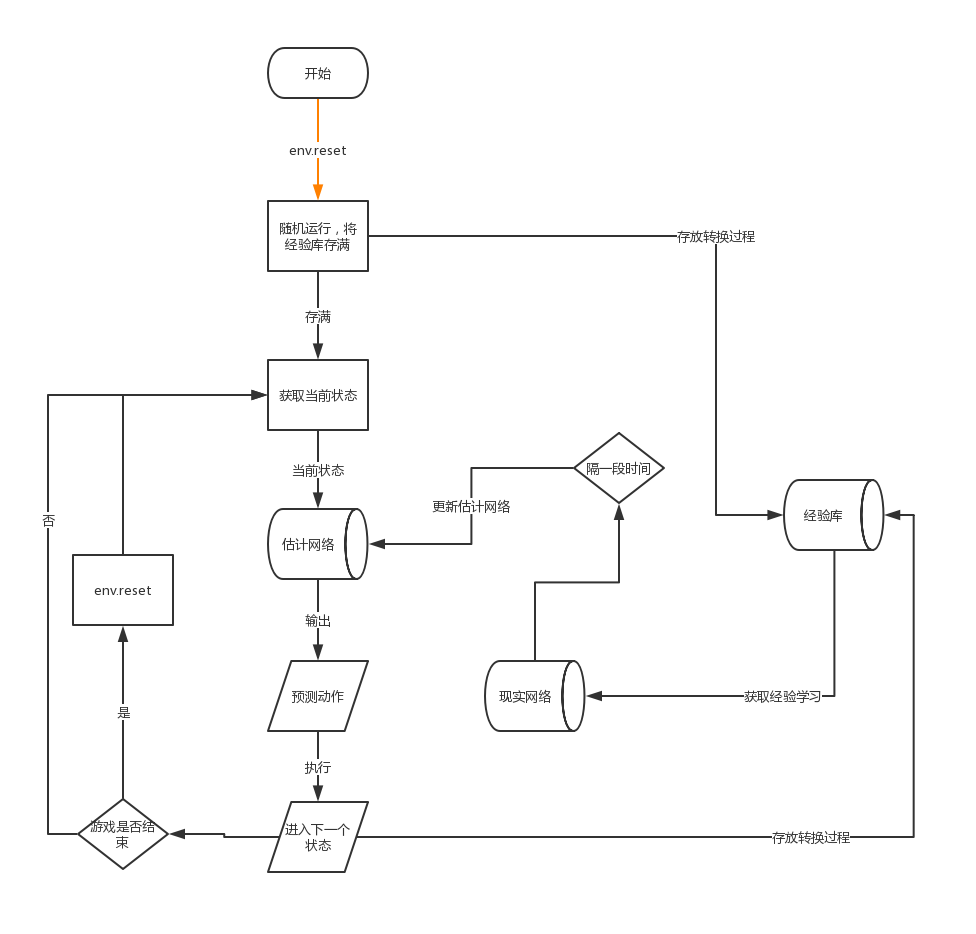 开始
env.reset
随机运行，将
经验库存满
存放转换过程
存满
获取当前状态
当前状态
隔一段时间
更新估计网络
经验库
否
估计网络
env.reset
输出
预测动作
现实网络
获取经验学习
是
执行
游戏是否结
束
进入下一个
状态
存放转换过程